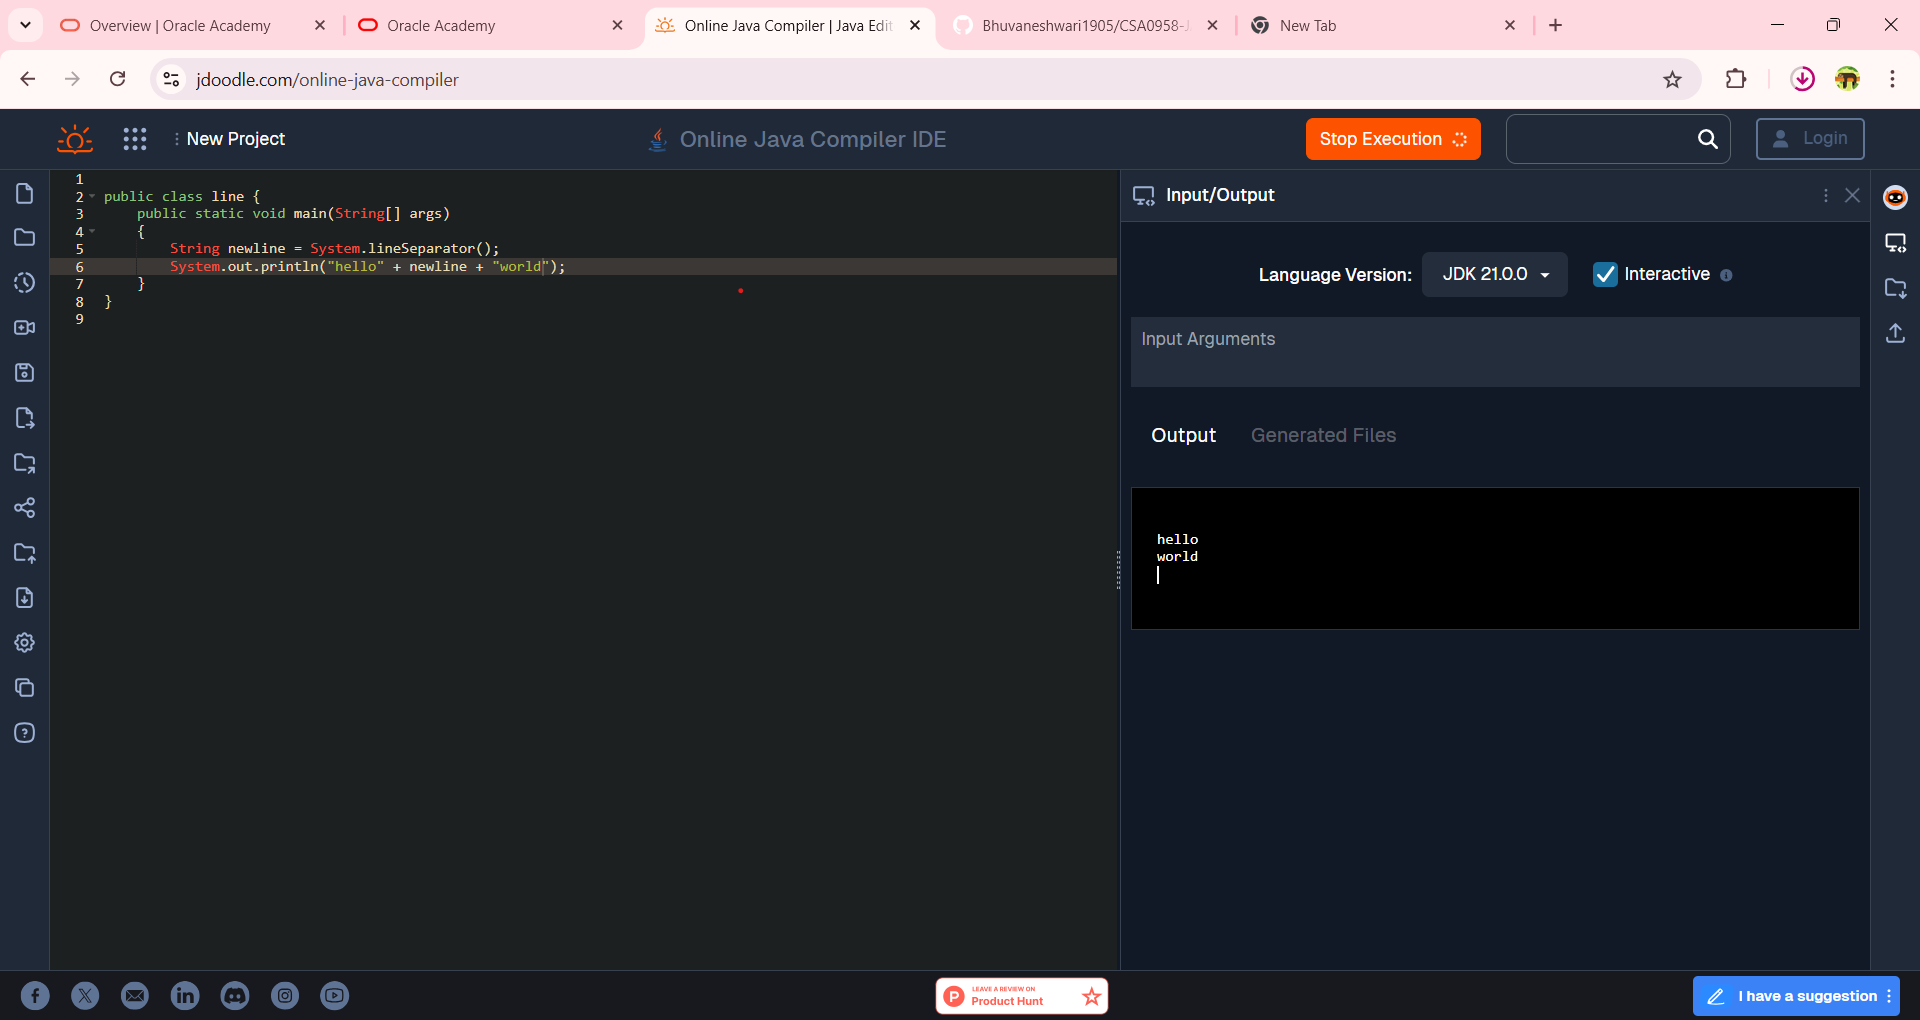 Overview | Oracle Academy
Oracle Academy
Online Java Compiler | Java Edit
Bhuvaneshwari1905/CSA0958-J
New Tab
jdoodle.com/online-java-compiler
New Project
Online Java Compiler IDE
Stop Execution
Login
1
2 public class line {
3     public static void main(String[] args)
4     {
5         String newline = System.lineSeparator();
6         System.out.println("hello" + newline + "world");
7     }
8 }
9
Input/Output
Language Version: JDK 21.0.0 Interactive
Input Arguments
Output Generated Files
hello
world
LEAVE A REVIEW ON
Product Hunt
I have a suggestion